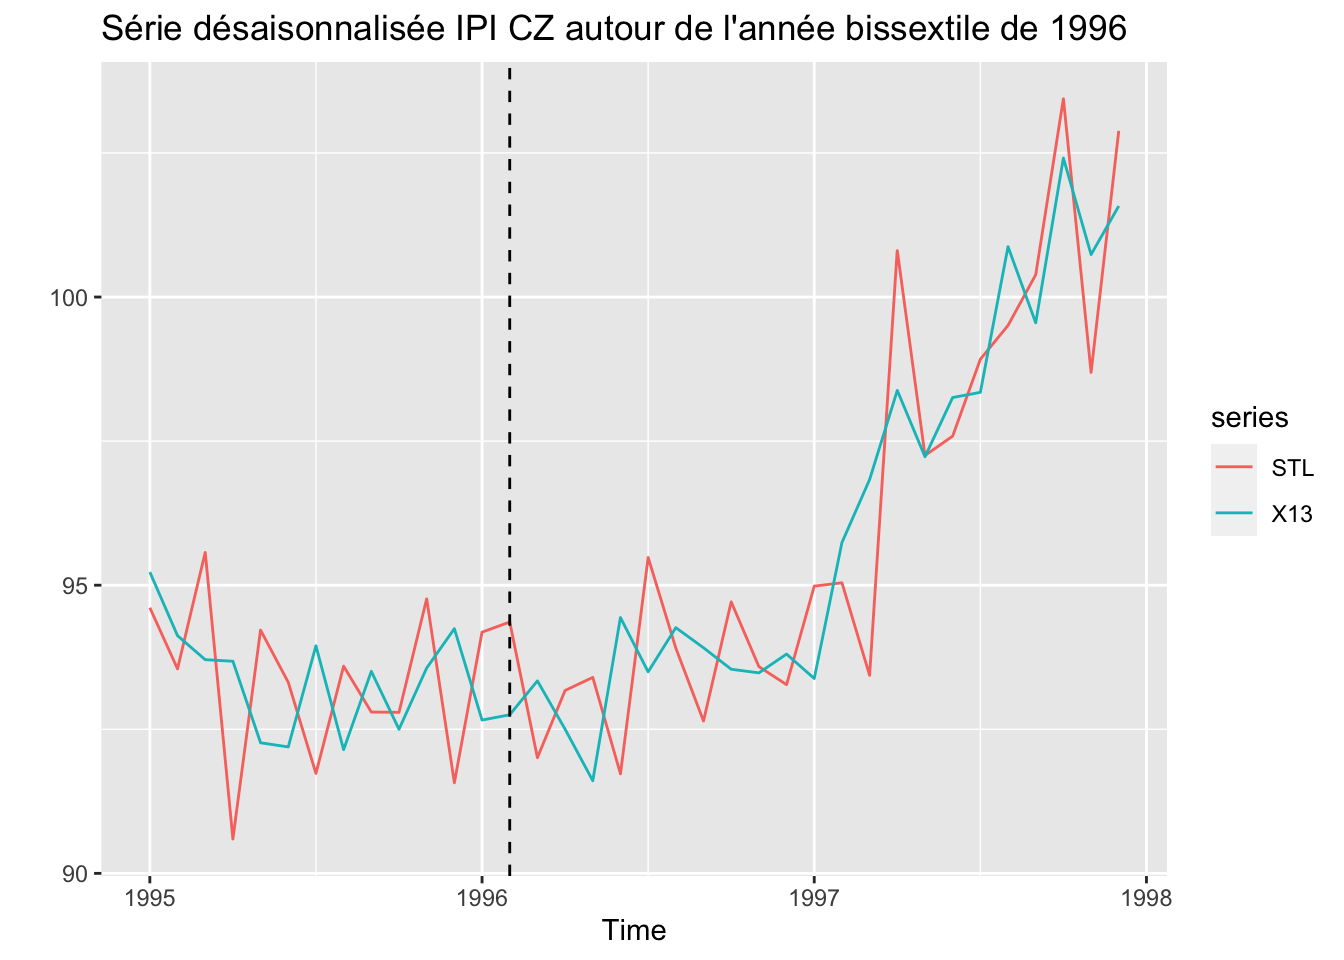 Série désaisonnalisée IPI CZ autour de l'année bissextile de 1996
100
95
90
1995
1996
1997
1998
Time
series
STL
X13